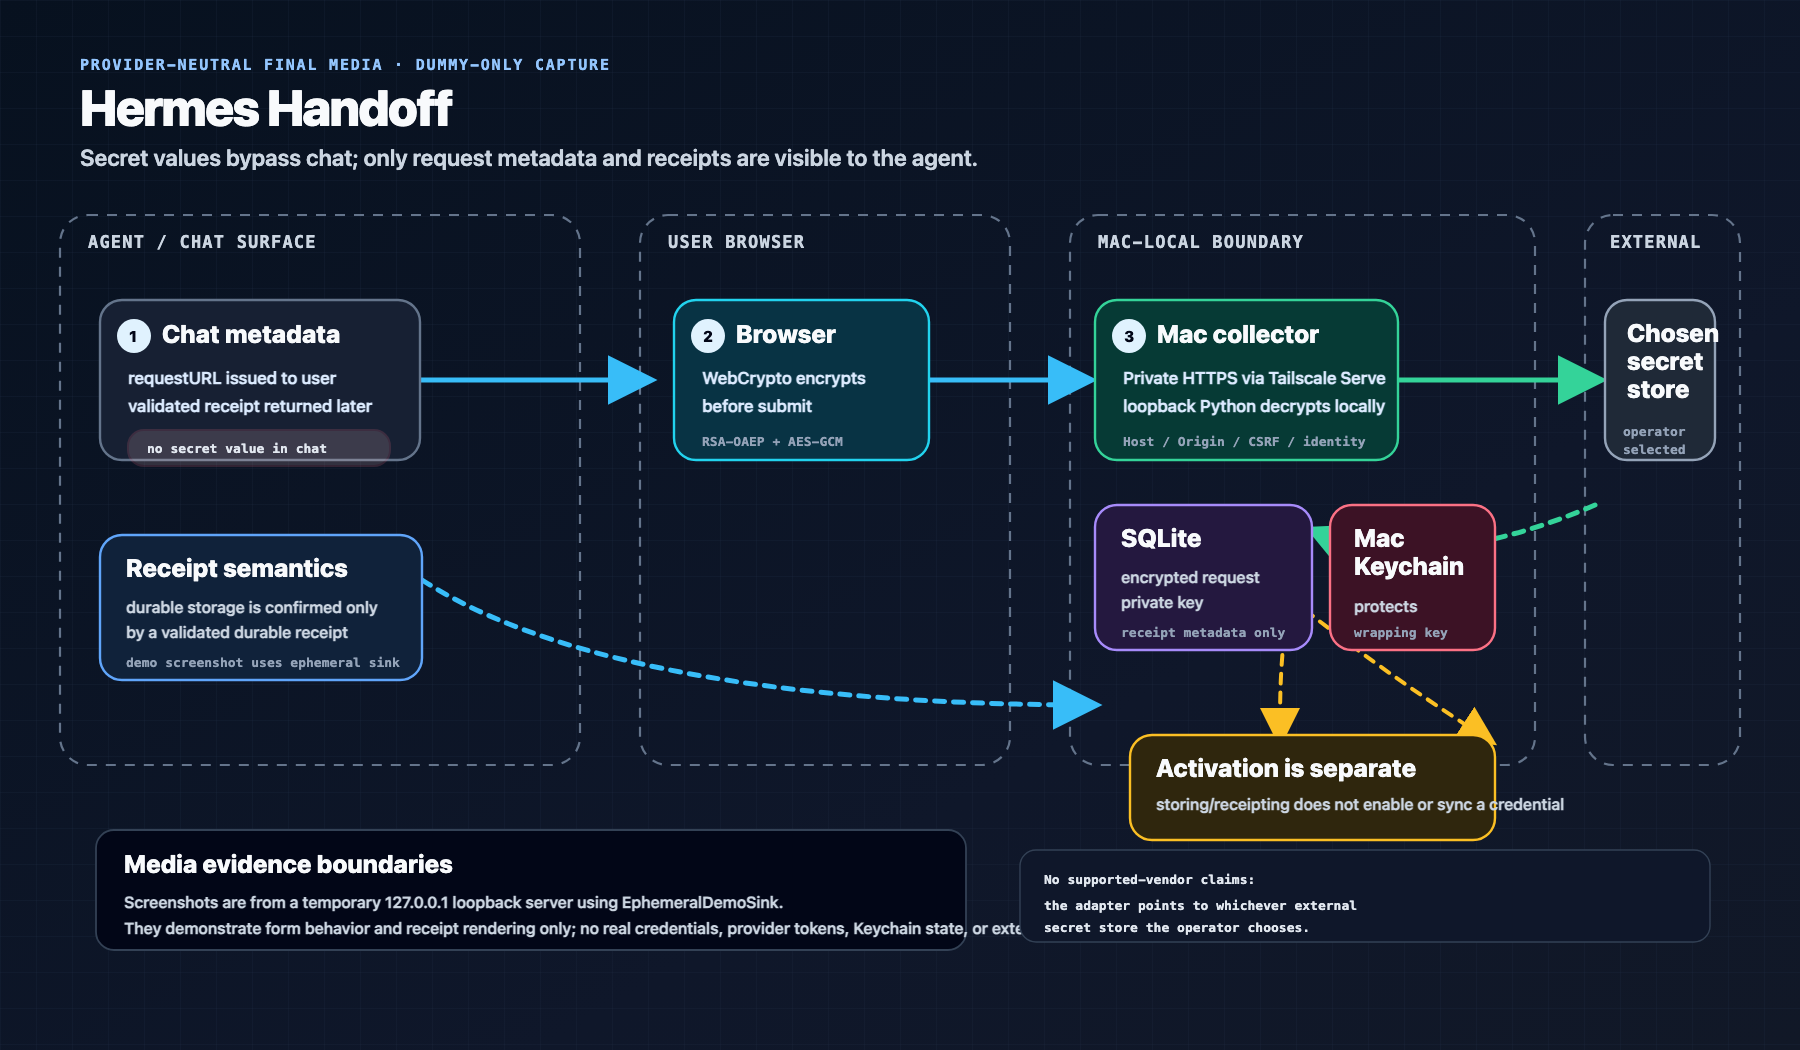 PROVIDER-NEUTRAL FINAL MEDIA · DUMMY-ONLY CAPTURE
Hermes Handoff
Secret values bypass chat; only request metadata and receipts are visible to the agent.
AGENT / CHAT SURFACE
1 Chat metadata
requestURL issued to user
validated receipt returned later
no secret value in chat
Receipt semantics
durable storage is confirmed only
by a validated durable receipt
demo screenshot uses ephemeral sink
USER BROWSER
2 Browser
WebCrypto encrypts
before submit
RSA-OAEP + AES-GCM
MAC-LOCAL BOUNDARY
3 Mac collector
Private HTTPS via Tailscale Serve
loopback Python decrypts locally
Host / Origin / CSRF / identity
SQLite
encrypted request
private key
receipt metadata only
Mac
Keychain
protects
wrapping key
EXTERNAL
Chosen
secret
store
operator
selected
Activation is separate
storing/receipting does not enable or sync a credential
Media evidence boundaries
Screenshots are from a temporary 127.0.0.1 loopback server using EphemeralDemoSink.
They demonstrate form behavior and receipt rendering only; no real credentials, provider tokens, Keychain state, or exte
No supported-vendor claims:
the adapter points to whichever external
secret store the operator chooses.